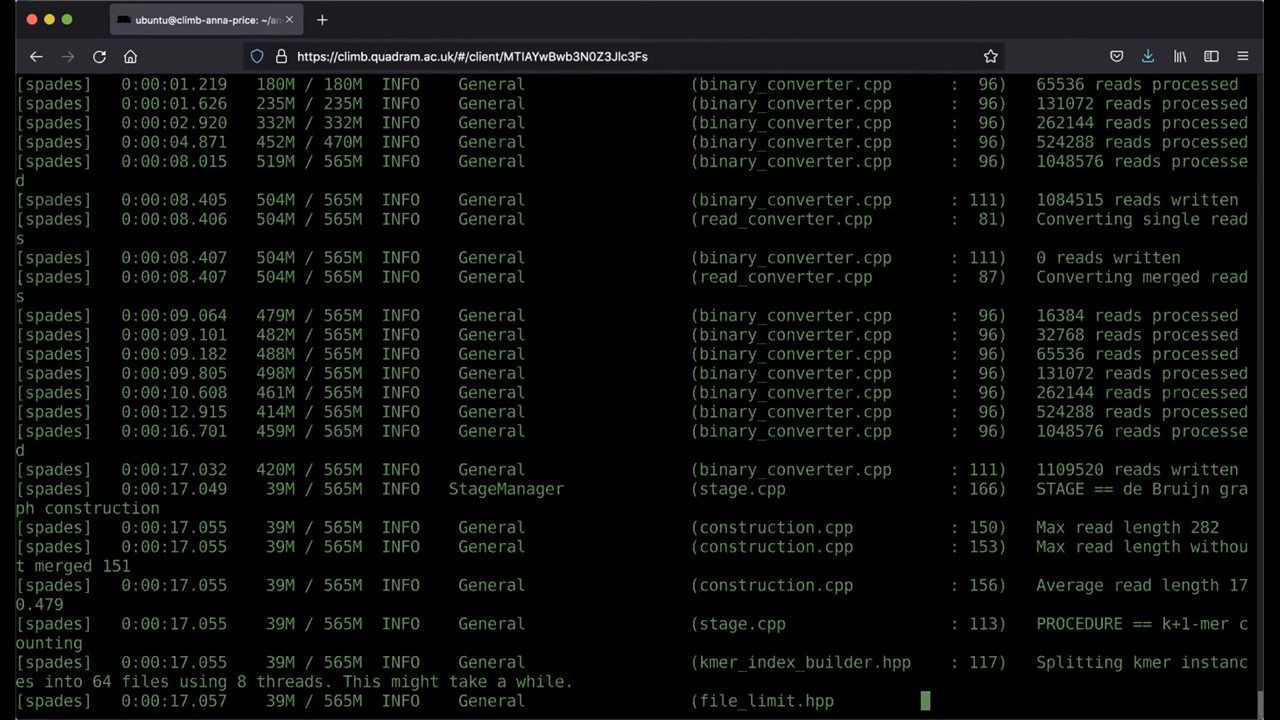 ubuntu@climb-anna-price: ~/an
https://climb.quadram.ac.uk/#/client/MTIAYwBwb3N0Z3Jlc3Fs
[spades] 0:00:01.219 180M / 180M INFO General (binary_converter.cpp : 96) 65536 reads processed
[spades] 0:00:01.626 235M / 235M INFO General (binary_converter.cpp : 96) 131072 reads processed
[spades] 0:00:02.920 332M / 332M INFO General (binary_converter.cpp : 96) 262144 reads processed
[spades] 0:00:04.871 452M / 470M INFO General (binary_converter.cpp : 96) 524288 reads processed
[spades] 0:00:08.015 519M / 565M INFO General (binary_converter.cpp : 96) 1048576 reads processe
d
[spades] 0:00:08.405 504M / 565M INFO General (binary_converter.cpp : 111) 1084515 reads written
[spades] 0:00:08.406 504M / 565M INFO General (read_converter.cpp : 81) Converting single read
s
[spades] 0:00:08.407 504M / 565M INFO General (binary_converter.cpp : 111) 0 reads written
[spades] 0:00:08.407 504M / 565M INFO General (read_converter.cpp : 87) Converting merged read
s
[spades] 0:00:09.064 479M / 565M INFO General (binary_converter.cpp : 96) 16384 reads processed
[spades] 0:00:09.101 482M / 565M INFO General (binary_converter.cpp : 96) 32768 reads processed
[spades] 0:00:09.182 488M / 565M INFO General (binary_converter.cpp : 96) 65536 reads processed
[spades] 0:00:09.805 498M / 565M INFO General (binary_converter.cpp : 96) 131072 reads processed
[spades] 0:00:10.608 461M / 565M INFO General (binary_converter.cpp : 96) 262144 reads processed
[spades] 0:00:12.915 414M / 565M INFO General (binary_converter.cpp : 96) 524288 reads processed
[spades] 0:00:16.701 459M / 565M INFO General (binary_converter.cpp : 96) 1048576 reads processe
d
[spades] 0:00:17.032 420M / 565M INFO General (binary_converter.cpp : 111) 1109520 reads written
[spades] 0:00:17.049 39M / 565M INFO StageManager (stage.cpp : 166) STAGE == de Bruijn gra
ph construction
[spades] 0:00:17.055 39M / 565M INFO General (construction.cpp : 150) Max read length 282
[spades] 0:00:17.055 39M / 565M INFO General (construction.cpp : 153) Max read length withou
t merged 151
[spades] 0:00:17.055 39M / 565M INFO General (construction.cpp : 156) Average read length 17
0.479
[spades] 0:00:17.055 39M / 565M INFO General (stage.cpp : 113) PROCEDURE == k+1-mer c
ounting
[spades] 0:00:17.055 39M / 565M INFO General (kmer_index_builder.hpp : 117) Splitting kmer instanc
es into 64 files using 8 threads. This might take a while.
[spades] 0:00:17.057 39M / 565M INFO General (file_limit.hpp